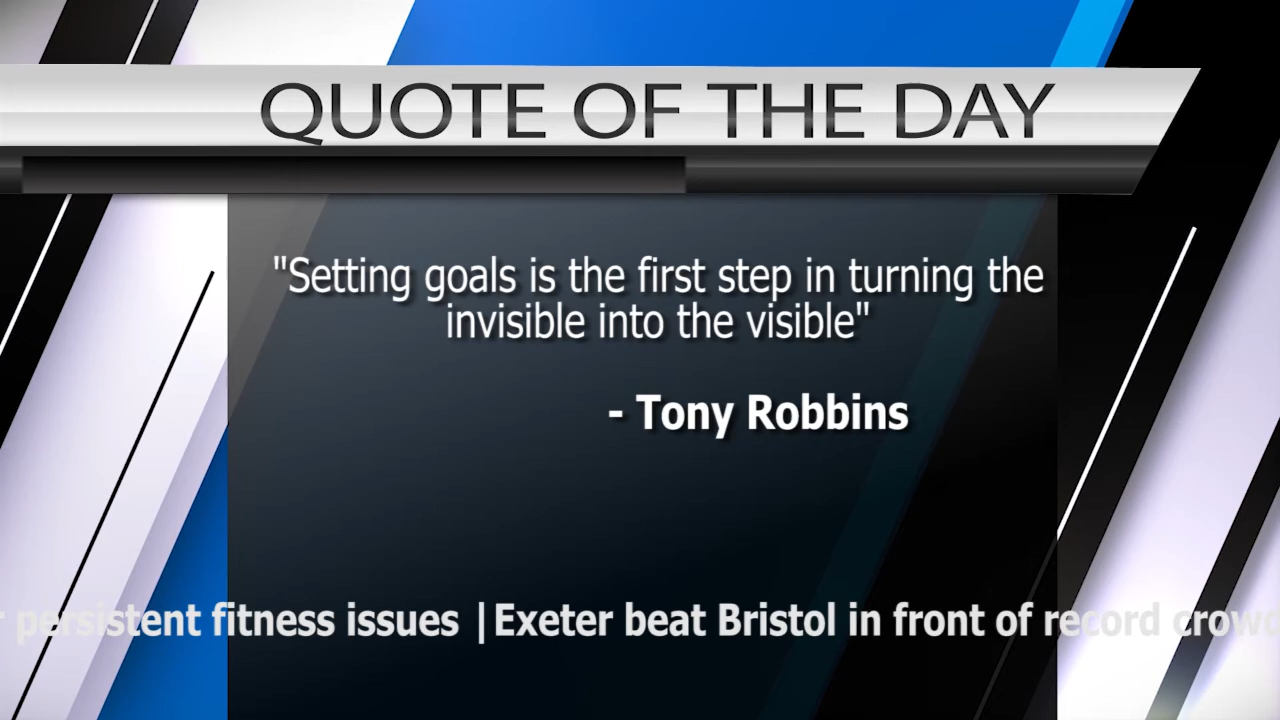 QUOTE OF THE DAY
"Setting goals is the first step in turning the
invisible into the visible"
- Tony Robbins
persistent fitness issues |Exeter beat Bristol in front of record